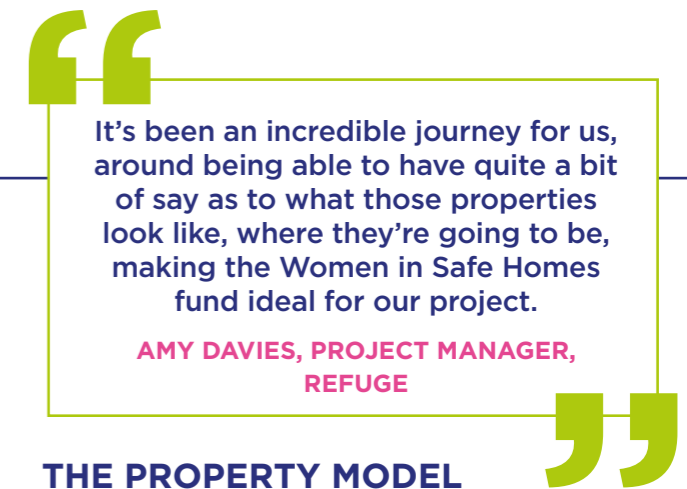 “
It’s been an incredible journey for us,
around being able to have quite a bit
of say as to what those properties
look like, where they’re going to be,
making the Women in Safe Homes
fund ideal for our project.
AMY DAVIES, PROJECT MANAGER,
REFUGE
”
THE PROPERTY MODEL